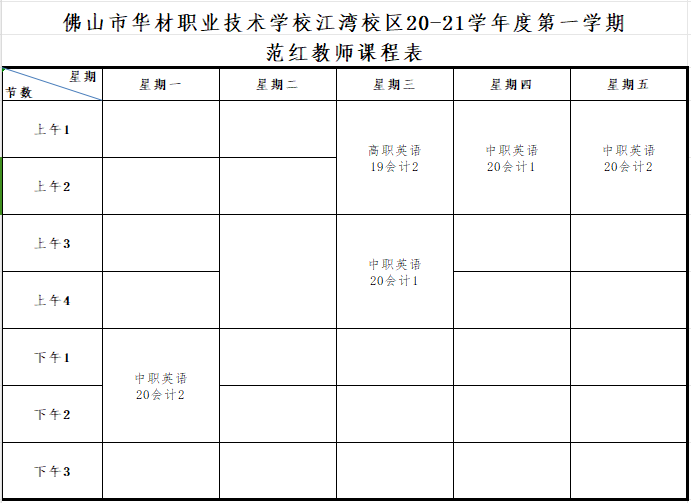 佛山市华材职业技术学校江湾校区20-21学年度第一学期
范红教师课程表
星期
节数
星期一
星期二
星期三
星期四
星期五
上午1
高职英语
19会计2
中职英语
20会计1
中职英语
20会计2
上午2
上午3
中职英语
20会计1
上午4
下午1
中职英语
20会计2
下午2
下午3